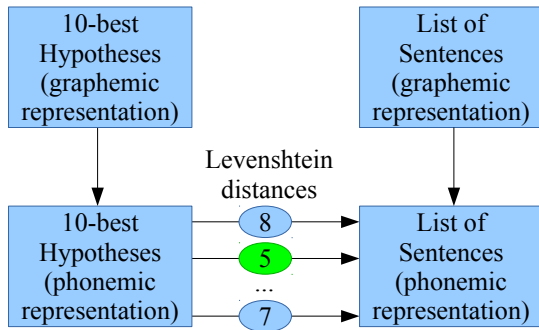 10-best
Hypotheses
(graphemic
representation)
List of
Sentences
(graphemic
representation)
Levenshtein
distances
10-best
Hypotheses
(phonemic
representation)
8
5
...
7
List of
Sentences
(phonemic
representation)